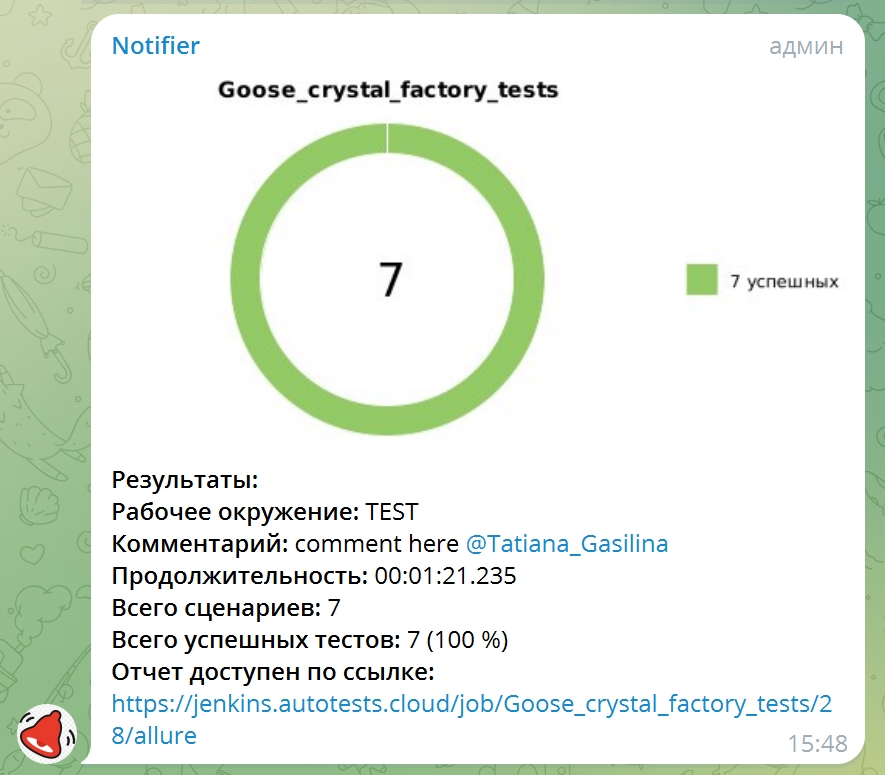 Notifier админ
Goose_crystal_factory_tests
7
7 успешных
Результаты:
Рабочее окружение: TEST
Комментарий: comment here @Tatiana_Gasilina
Продолжительность: 00:01:21.235
Всего сценариев: 7
Всего успешных тестов: 7 (100 %)
Отчет доступен по ссылке:
https://jenkins.autotests.cloud/job/Goose_crystal_factory_tests/2
8/allure
15:48